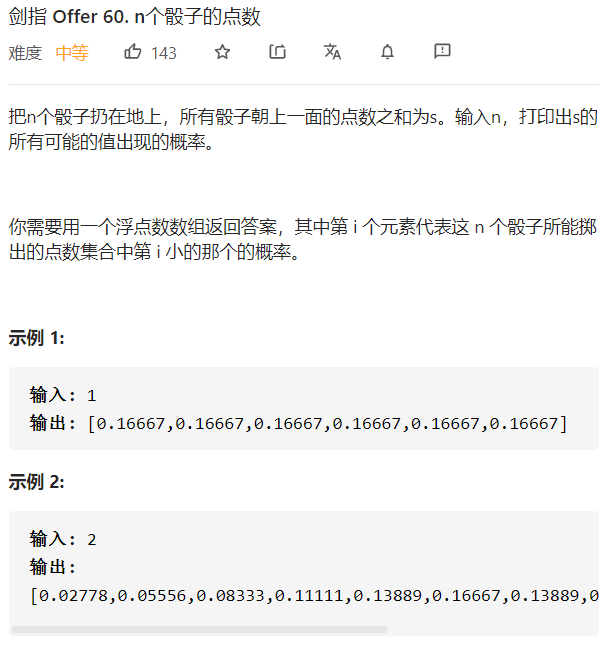 剑指 Offer 60. n个骰子的点数
难度 中等 143
把n个骰子扔在地上，所有骰子朝上一面的点数之和为s。输入n，打印出s的
所有可能的值出现的概率。
你需要用一个浮点数数组返回答案，其中第 i 个元素代表这 n 个骰子所能掷
出的点数集合中第 i 小的那个的概率。
示例 1:
输入: 1
输出: [0.16667,0.16667,0.16667,0.16667,0.16667,0.16667]
示例 2:
输入: 2
输出:
[0.02778,0.05556,0.08333,0.11111,0.13889,0.16667,0.13889,0